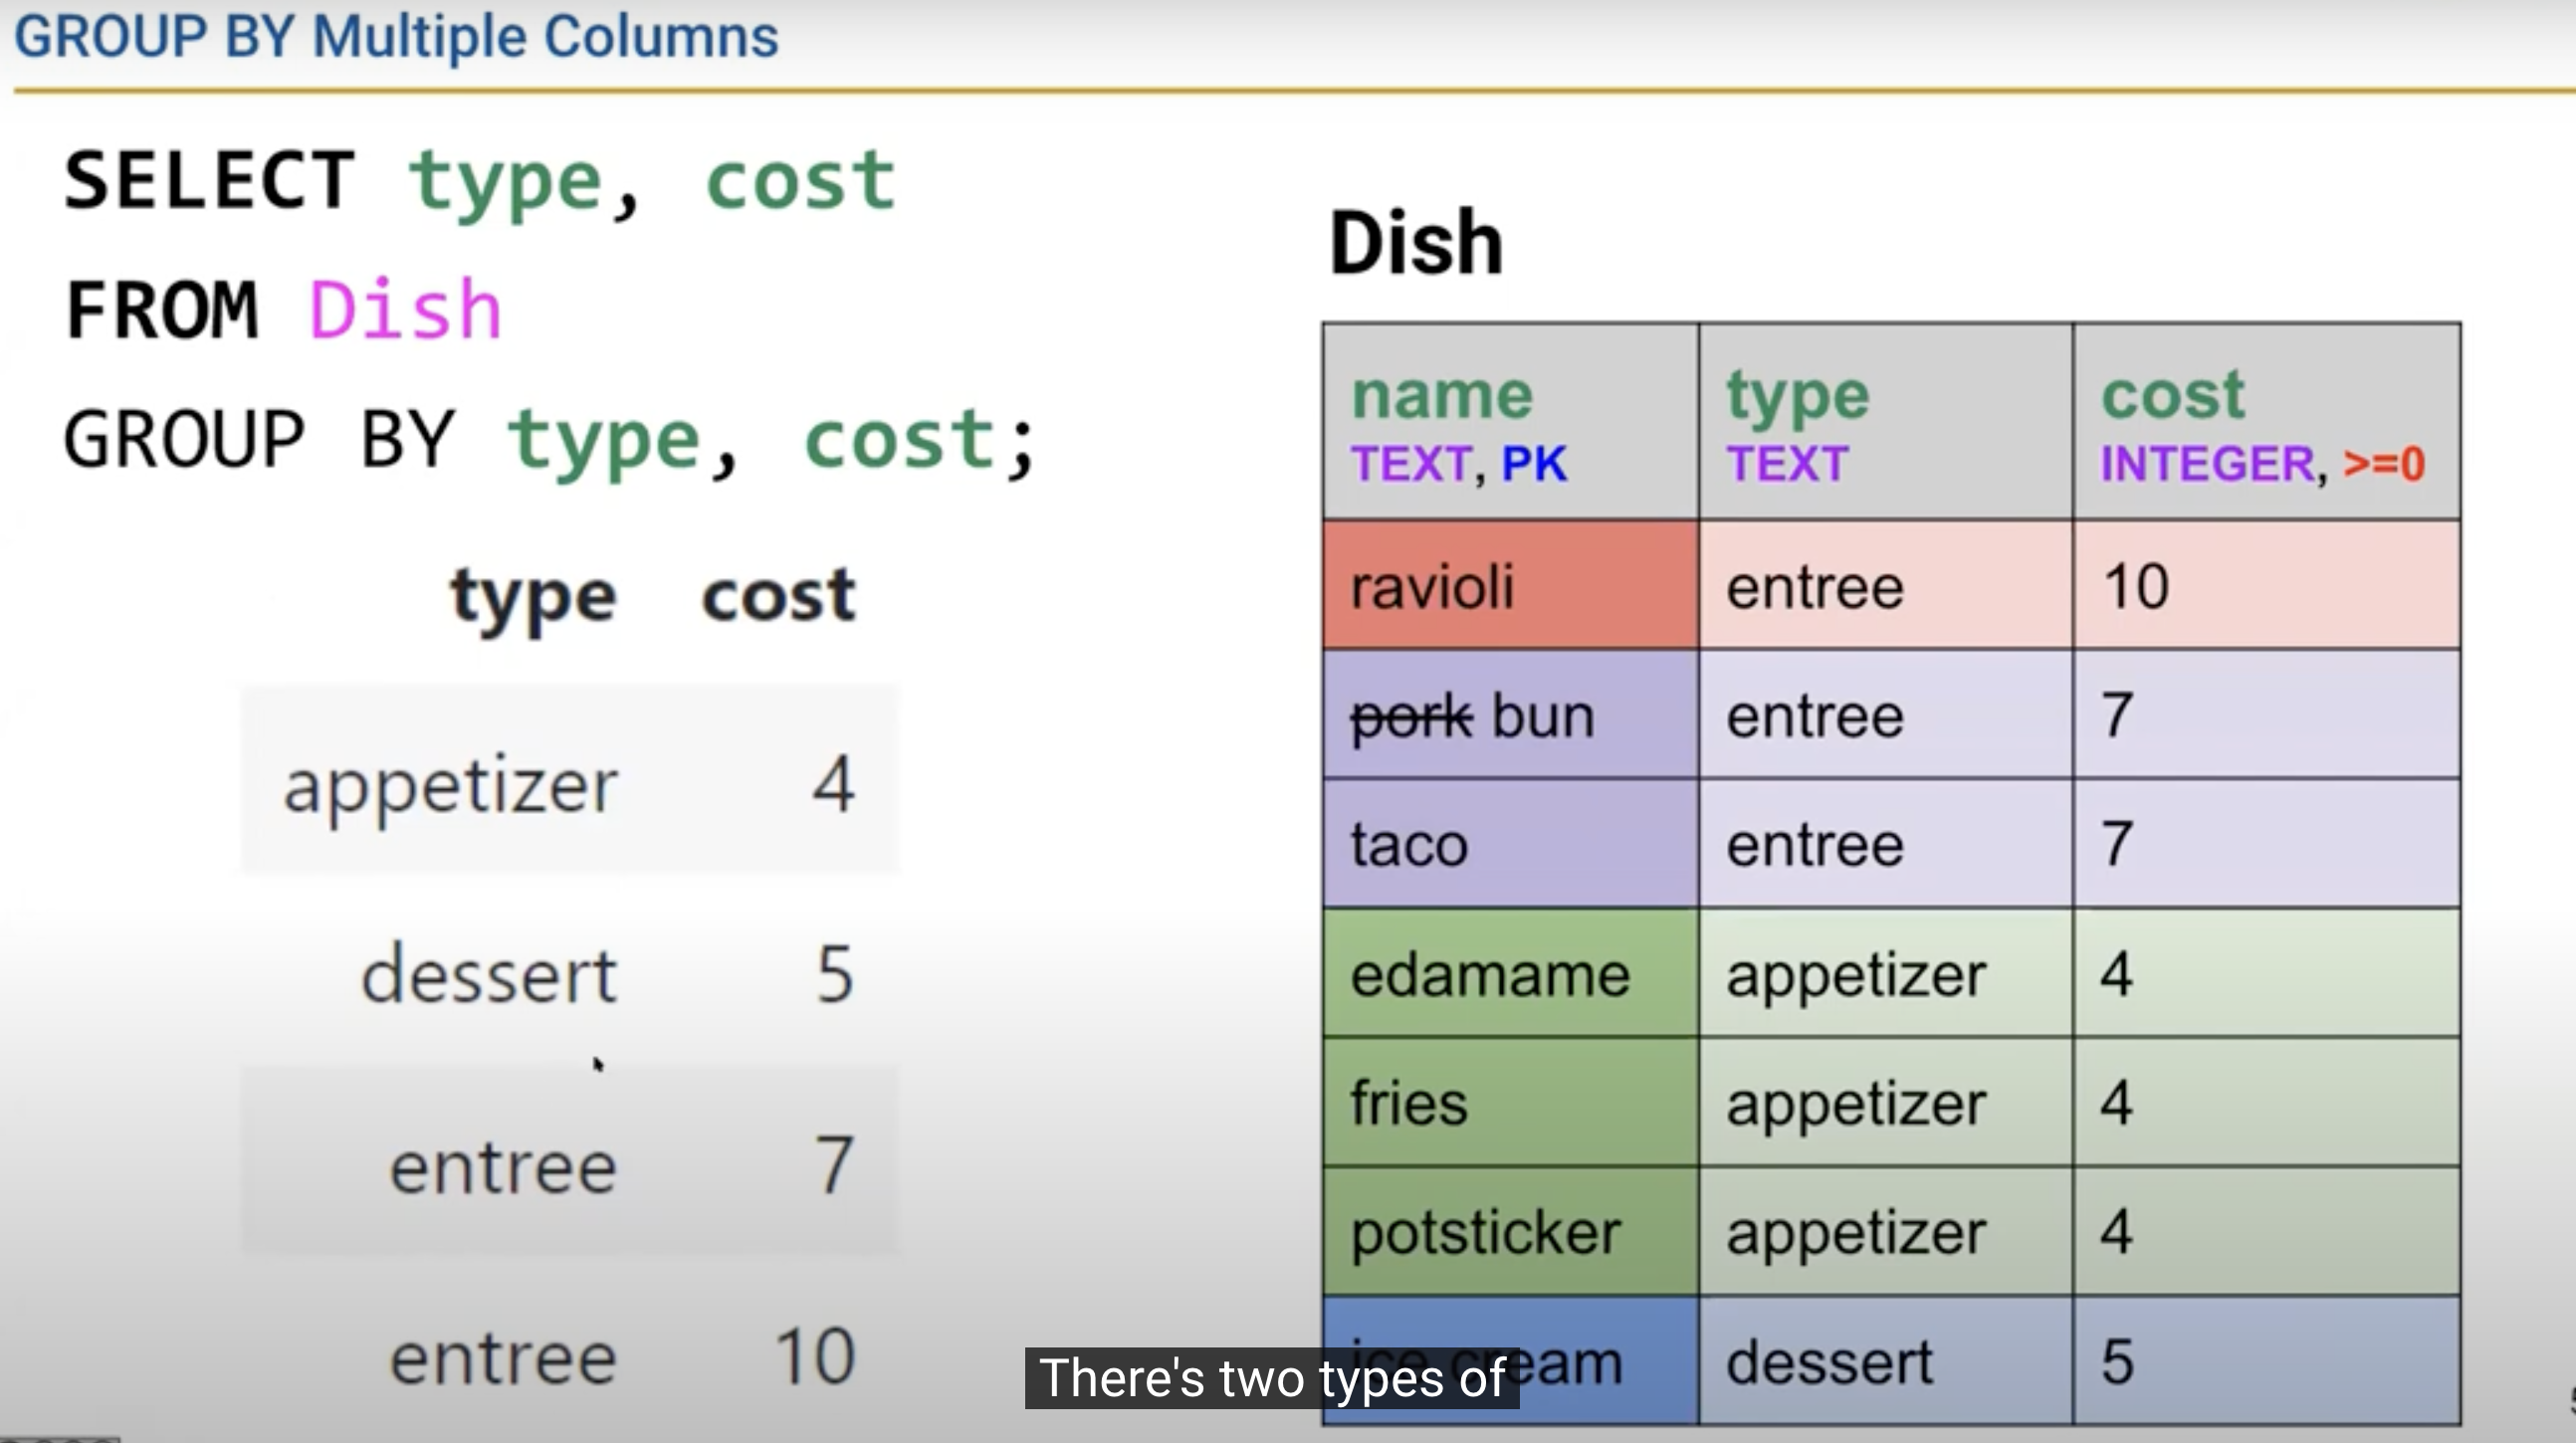 GROUP BY Multiple Columns
SELECT type, cost
FROM Dish
GROUP BY type, cost;
type cost
appetizer 4
dessert 5
entree 7
entree 10
Dish
name type cost
TEXT, PK TEXT INTEGER, >=0
ravioli entree 10
pork bun entree 7
taco entree 7
edamame appetizer 4
fries appetizer 4
potsticker appetizer 4
ice cream dessert 5
There's two types of